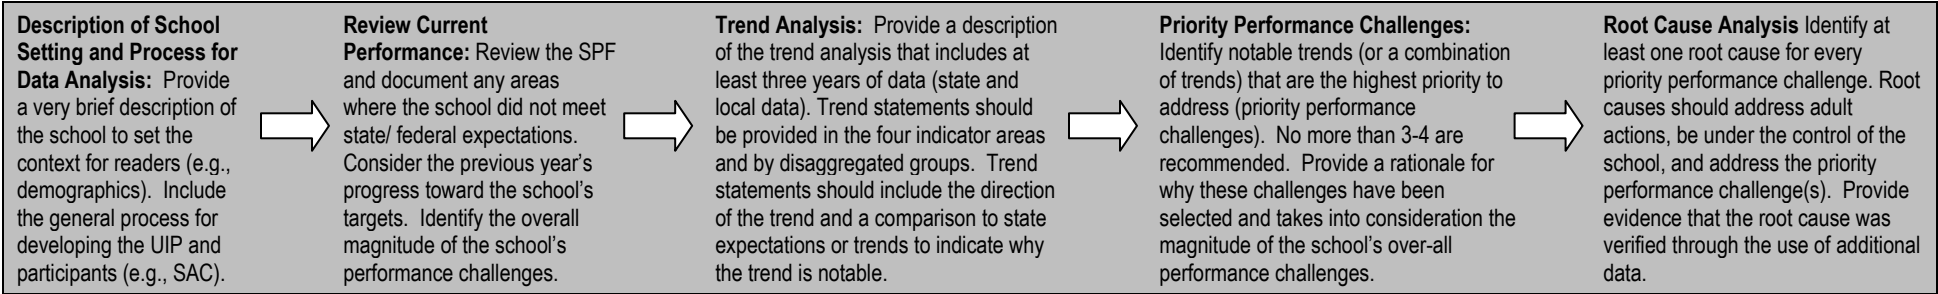 Description of School
Setting and Process for
Data Analysis:  Provide
a very brief description of
the school to set the
context for readers (e.g.,
demographics).  Include
the general process for
developing the UIP and
participants (e.g., SAC).
Review Current
Performance: Review the SPF
and document any areas
where the school did not meet
state/ federal expectations.
Consider the previous year's
progress toward the school's
targets.  Identify the overall
magnitude of the school's
performance challenges.
Trend Analysis:  Provide a description
of the trend analysis that includes at
least three years of data (state and
local data). Trend statements should
be provided in the four indicator areas
and by disaggregated groups.  Trend
statements should include the direction
of the trend and a comparison to state
expectations or trends to indicate why
the trend is notable.
Priority Performance Challenges:
Identify notable trends (or a combination
of trends) that are the highest priority to
address (priority performance
challenges).  No more than 3-4 are
recommended.  Provide a rationale for
why these challenges have been
selected and takes into consideration the
magnitude of the school's over-all
performance challenges.
Root Cause Analysis Identify at
least one root cause for every
priority performance challenge. Root
causes should address adult
actions, be under the control of the
school, and address the priority
performance challenge(s).  Provide
evidence that the root cause was
verified through the use of additional
data.